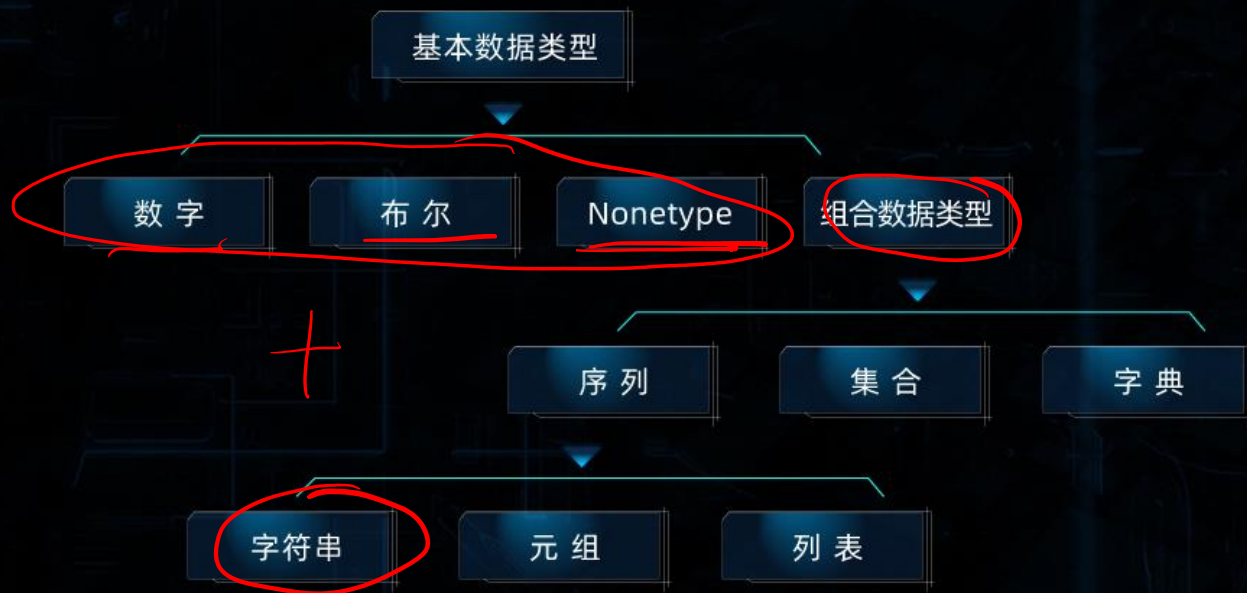 基本数据类型
数字
布尔
Nonetype
组合数据类型
序列
集合
字典
字符串
元组
列表